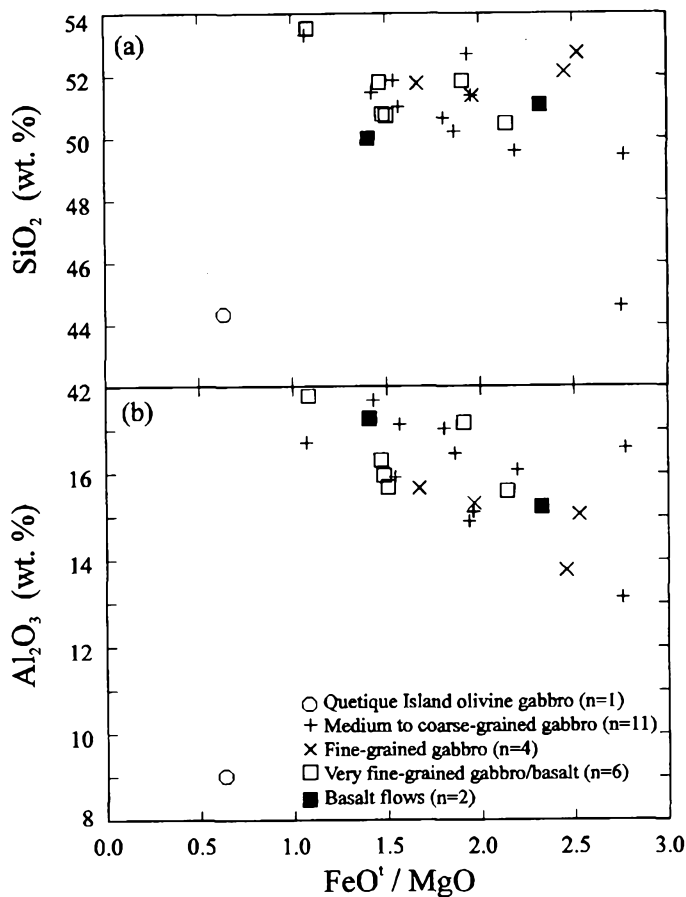 54
(a)
52
50
48
46
44
SiO2 (wt. %)
42
(b)
16
14
12
10
8
Al2O3 (wt. %)
Quetique Island olivine gabbro (n=1)
Medium to coarse-grained gabbro (n=11)
Fine-grained gabbro (n=4)
Very fine-grained gabbro/basalt (n=6)
Basalt flows (n=2)
0.0 0.5 1.0 1.5 2.0 2.5 3.0
FeOᵗ / MgO